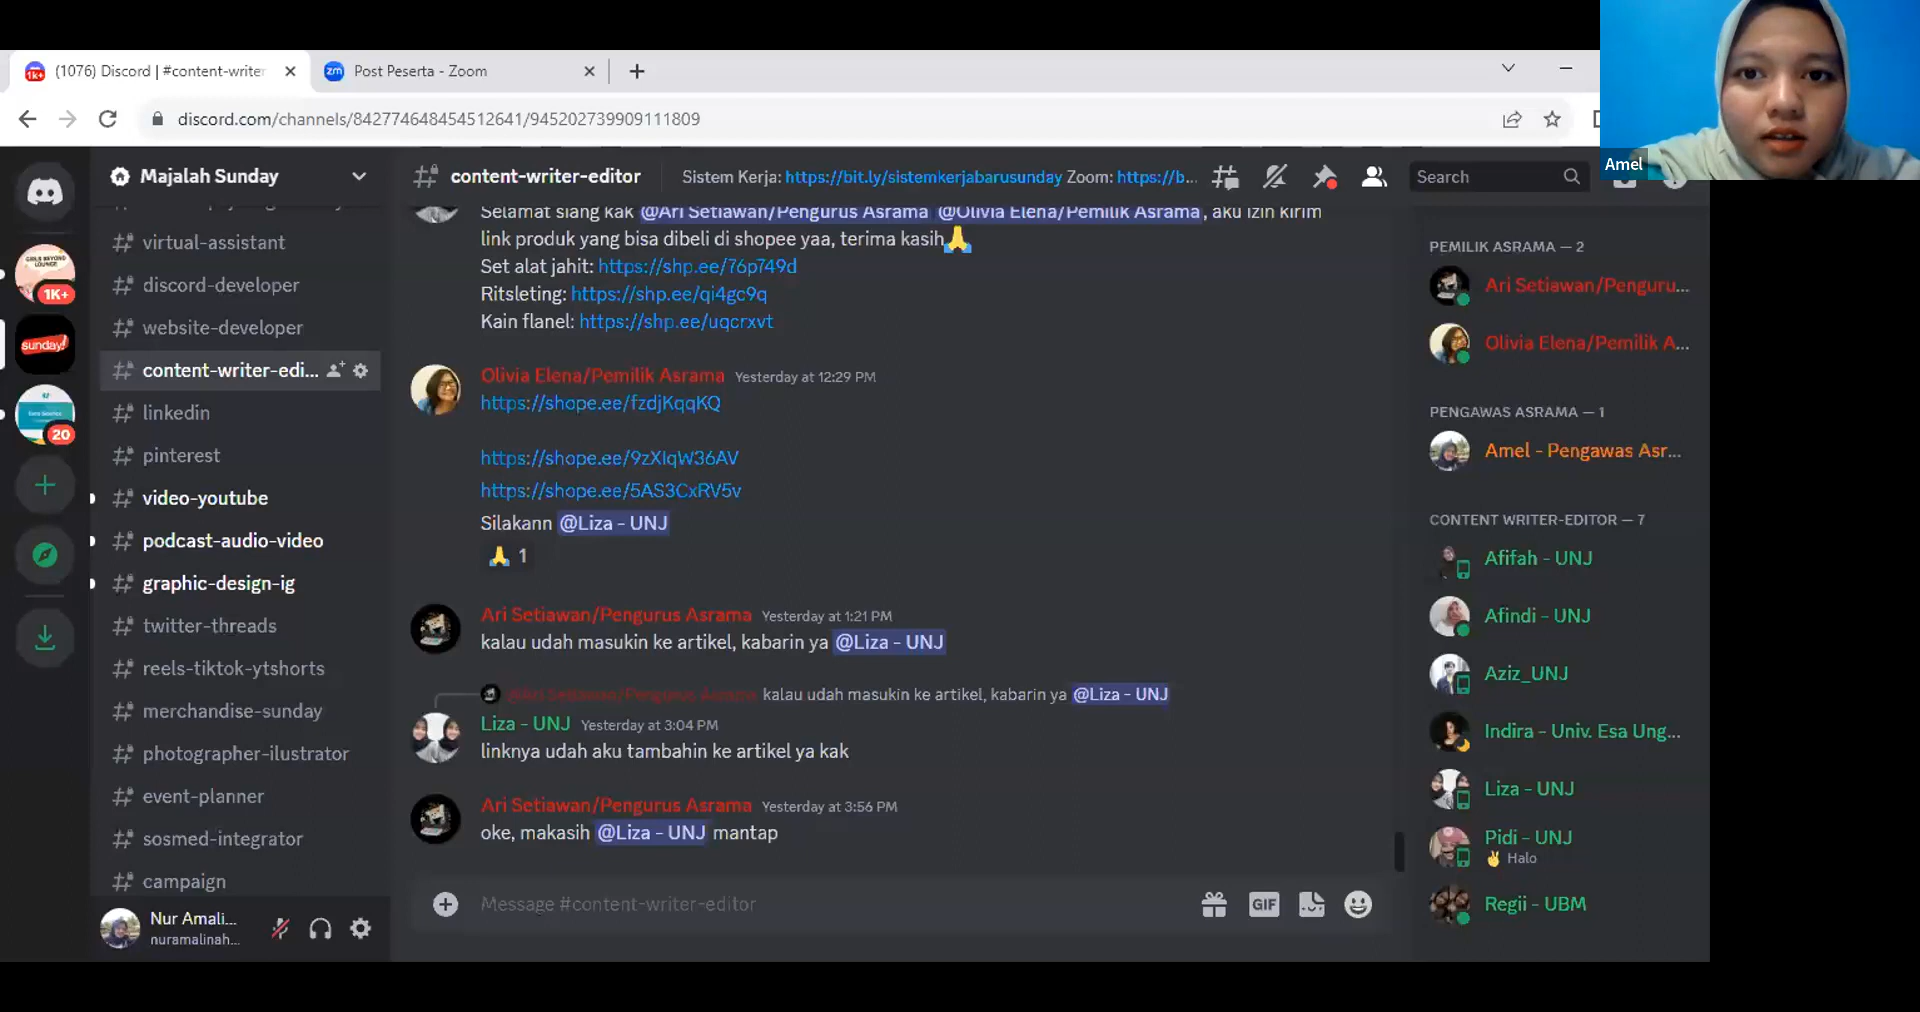 (1076) Discord | #content-writer
Post Peserta - Zoom
discord.com/channels/842774648454512641/945202739909111809
Amel
Majalah Sunday
content-writer-editor
Sistem Kerja: https://bit.ly/sistemkerjabarusunday Zoom: https://b...
Search
GIRLS BEYOND
LOUNGE
1K+
sunday!
20
virtual-assistant
discord-developer
website-developer
content-writer-edi...
linkedin
pinterest
video-youtube
podcast-audio-video
graphic-design-ig
twitter-threads
reels-tiktok-ytshorts
merchandise-sunday
photographer-ilustrator
event-planner
sosmed-integrator
campaign
Nur Amali...
nuramalinah...
Selamat siang kak @Ari Setiawan/Pengurus Asrama @Olivia Elena/Pemilik Asrama, aku izin kirim
link produk yang bisa dibeli di shopee yaa, terima kasih🙏
Set alat jahit: https://shp.ee/76p749d
Ritsleting: https://shp.ee/qi4gc9q
Kain flanel: https://shp.ee/uqcrxvt
Olivia Elena/Pemilik Asrama Yesterday at 12:29 PM
https://shope.ee/fzdjKqqKQ
https://shope.ee/9zXIqW36AV
https://shope.ee/5AS3CxRV5v
Silakann @Liza - UNJ
🙏 1
Ari Setiawan/Pengurus Asrama Yesterday at 1:21 PM
kalau udah masukin ke artikel, kabarin ya @Liza - UNJ
@Ari Setiawan/Pengurus Asrama kalau udah masukin ke artikel, kabarin ya @Liza - UNJ
Liza - UNJ Yesterday at 3:04 PM
linknya udah aku tambahin ke artikel ya kak
Ari Setiawan/Pengurus Asrama Yesterday at 3:56 PM
oke, makasih @Liza - UNJ mantap
Message #content-writer-editor
GIF
PEMILIK ASRAMA — 2
Ari Setiawan/Penguru...
Olivia Elena/Pemilik A...
PENGAWAS ASRAMA — 1
Amel - Pengawas Asr...
CONTENT WRITER-EDITOR — 7
Afifah - UNJ
Afindi - UNJ
Aziz_UNJ
Indira - Univ. Esa Ung...
Liza - UNJ
Pidi - UNJ
✌️ Halo
Regii - UBM